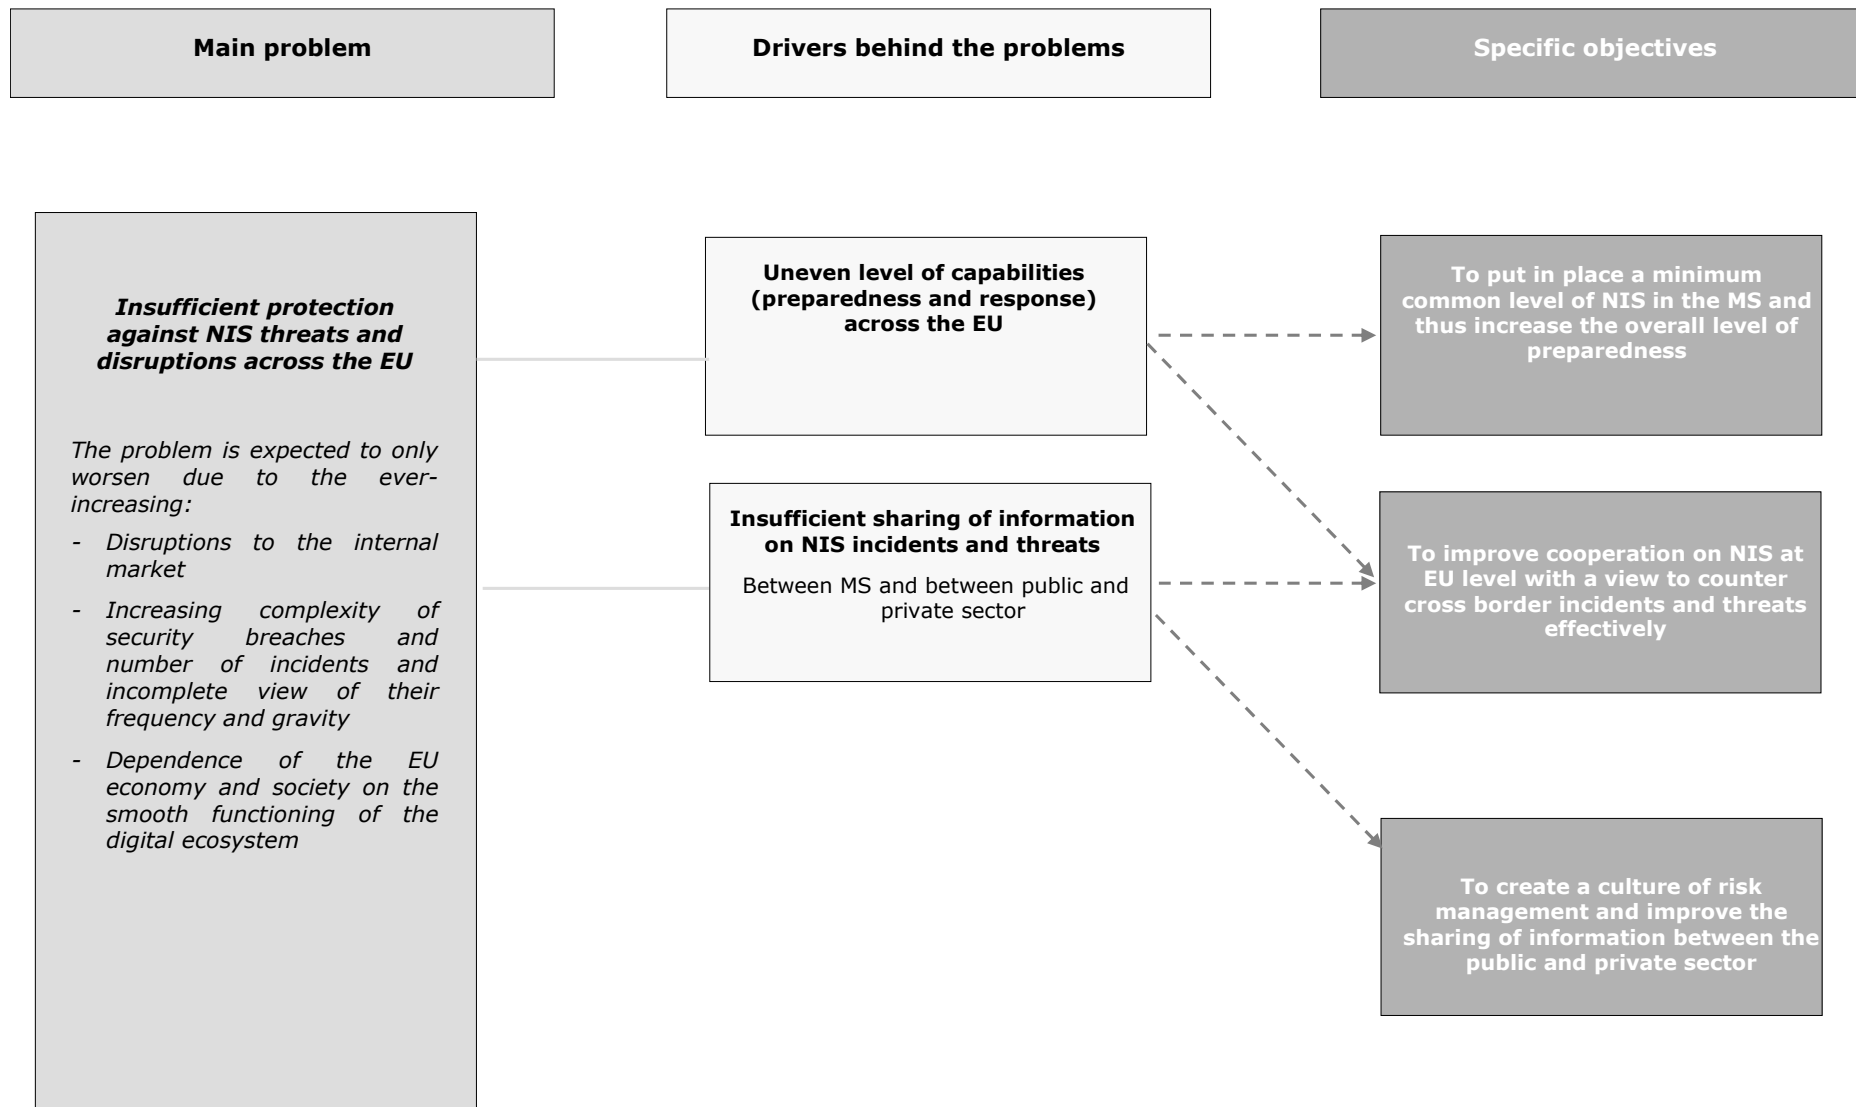 Main problem
Drivers behind the problems
Specific objectives
Insufficient protection
against NIS threats and
disruptions across the EU
The problem is expected to only
worsen due to the ever-
increasing:
- Disruptions to the internal
market
- Increasing complexity of
security breaches and
number of incidents and
incomplete view of their
frequency and gravity
- Dependence of the EU
economy and society on the
smooth functioning of the
digital ecosystem
Uneven level of capabilities
(preparedness and response)
across the EU
Insufficient sharing of information
on NIS incidents and threats
Between MS and between public and
private sector
To put in place a minimum
common level of NIS in the MS and
thus increase the overall level of
preparedness
To improve cooperation on NIS at
EU level with a view to counter
cross border incidents and threats
effectively
To create a culture of risk
management and improve the
sharing of information between the
public and private sector